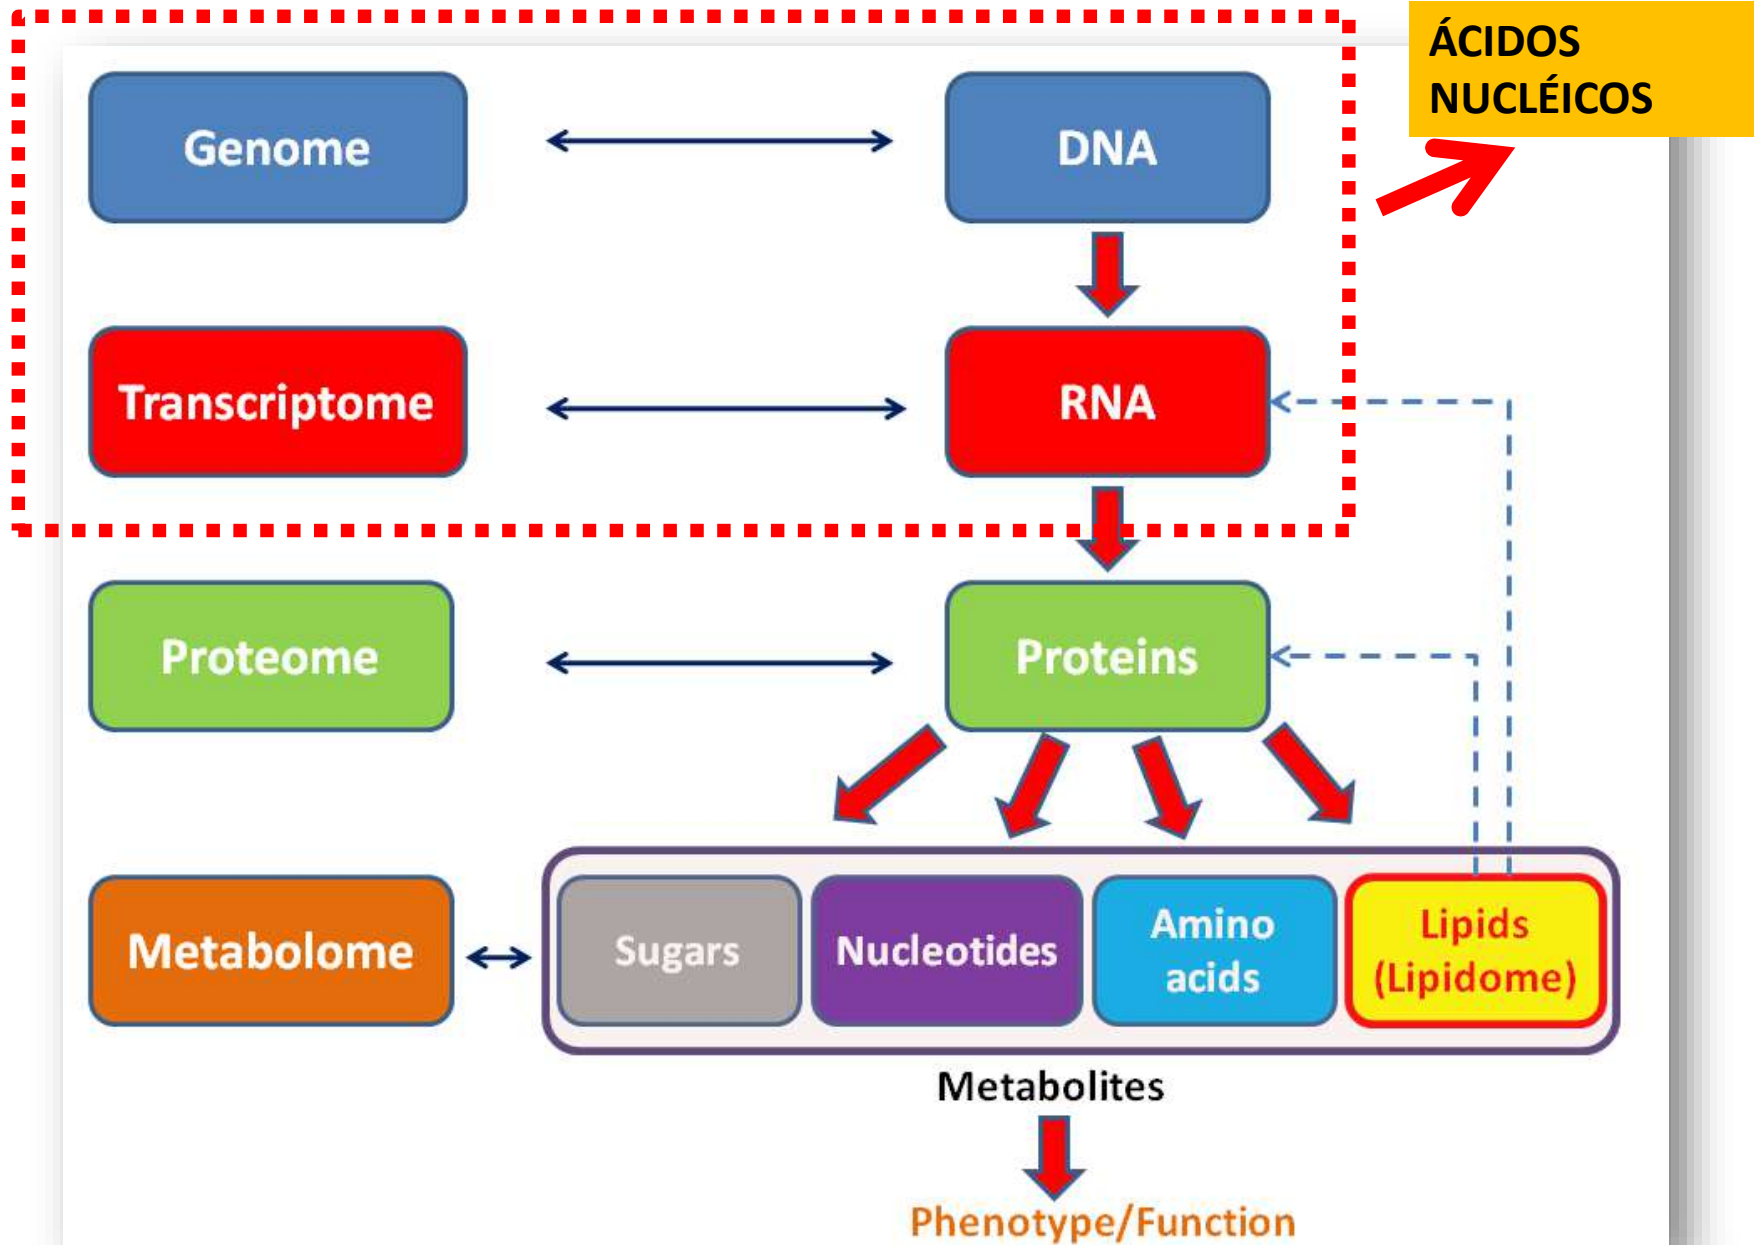 ÁCIDOS
NUCLÉICOS
Genome
DNA
Transcriptome
RNA
Proteome
Proteins
Metabolome
Sugars
Nucleotides
Amino
acids
Lipids
(Lipidome)
Metabolites
Phenotype/Function